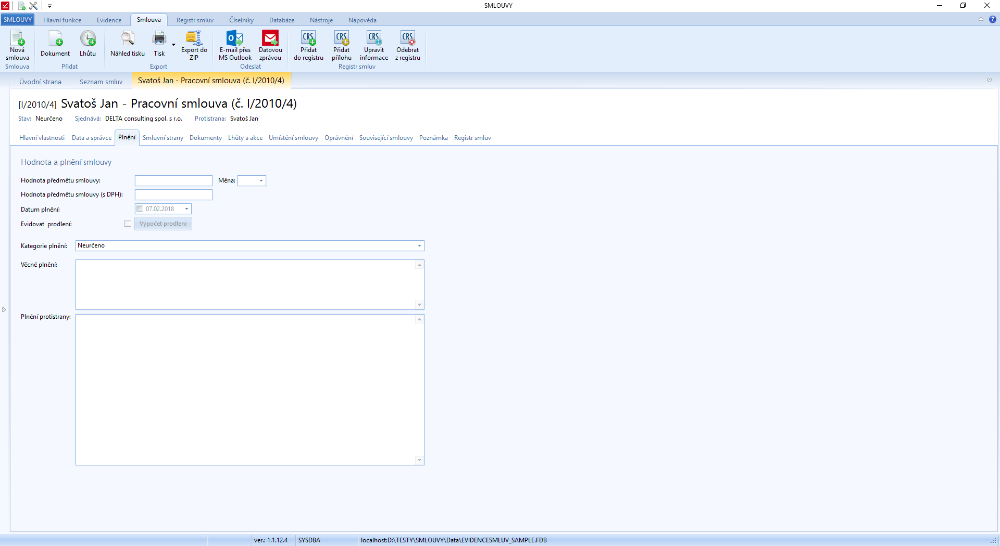 SMLOUVY
SMLOUVY Hlavní funkce Evidence Smlouva Registr smluv Číselníky Databáze Nástroje Nápověda
Nová smlouva Dokument Lhůtu Náhled tisku Tisk Export do ZIP E-mail přes MS Outlook Datovou zprávou CRS Přidat do registru CRS Přidat přílohu CRS Upravit informace CRS Odebrat z registru
Smlouva Přidat Export Odeslat Registr smluv
Úvodní strana Seznam smluv Svatoš Jan - Pracovní smlouva (č. I/2010/4)
[I/2010/4] Svatoš Jan - Pracovní smlouva (č. I/2010/4)
Stav: Neurčeno Sjednává: DELTA consulting spol. s r.o. Protistrana: Svatoš Jan
Hlavní vlastnosti Data a správce Plnění Smluvní strany Dokumenty Lhůty a akce Umístění smlouvy Oprávnění Související smlouvy Poznámka Registr smluv
Hodnota a plnění smlouvy
Hodnota předmětu smlouvy: Měna:
Hodnota předmětu smlouvy (s DPH):
Datum plnění: 07.02.2018
Evidovat prodlení: Výpočet prodlení
Kategorie plnění: Neurčeno
Věcné plnění:
Plnění protistrany:
ver.: 1.1.12.4 SYSDBA localhost:D:\TESTY\SMLOUVY\Data\EVIDENCESMLUV_SAMPLE.FDB